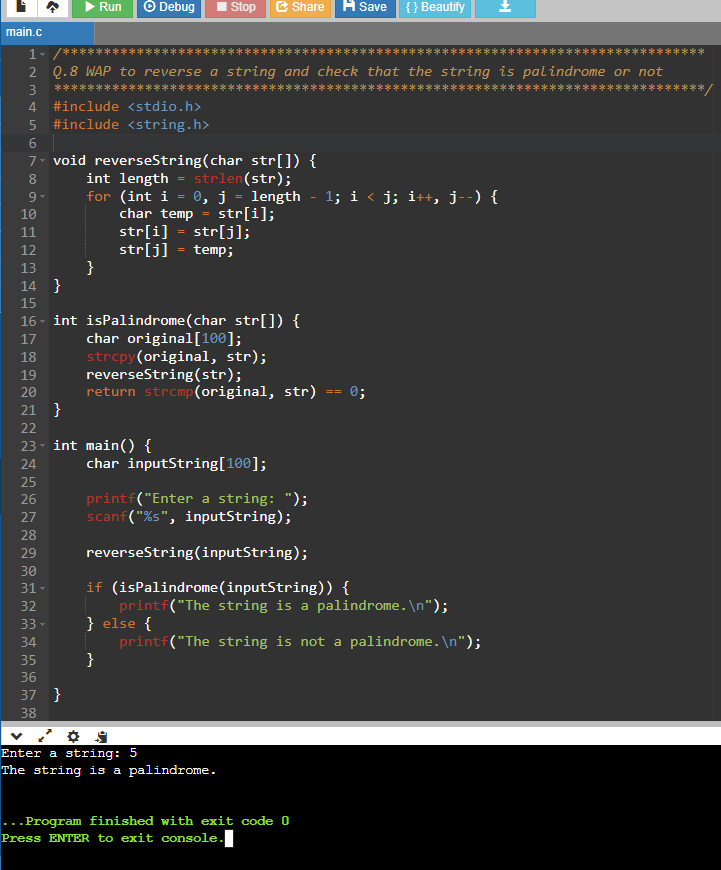 Run Debug Stop Share Save { } Beautify
main.c
1 /******************************************************************************
2 Q.8 WAP to reverse a string and check that the string is palindrome or not
3 *******************************************************************************/
4 #include <stdio.h>
5 #include <string.h>
6
7 void reverseString(char str[]) {
8     int length = strlen(str);
9     for (int i = 0, j = length - 1; i < j; i++, j--) {
10         char temp = str[i];
11         str[i] = str[j];
12         str[j] = temp;
13     }
14 }
15
16 int isPalindrome(char str[]) {
17     char original[100];
18     strcpy(original, str);
19     reverseString(str);
20     return strcmp(original, str) == 0;
21 }
22
23 int main() {
24     char inputString[100];
25
26     printf("Enter a string: ");
27     scanf("%s", inputString);
28
29     reverseString(inputString);
30
31     if (isPalindrome(inputString)) {
32         printf("The string is a palindrome.\n");
33     } else {
34         printf("The string is not a palindrome.\n");
35     }
36
37 }
38
Enter a string: 5
The string is a palindrome.
...Program finished with exit code 0
Press ENTER to exit console.